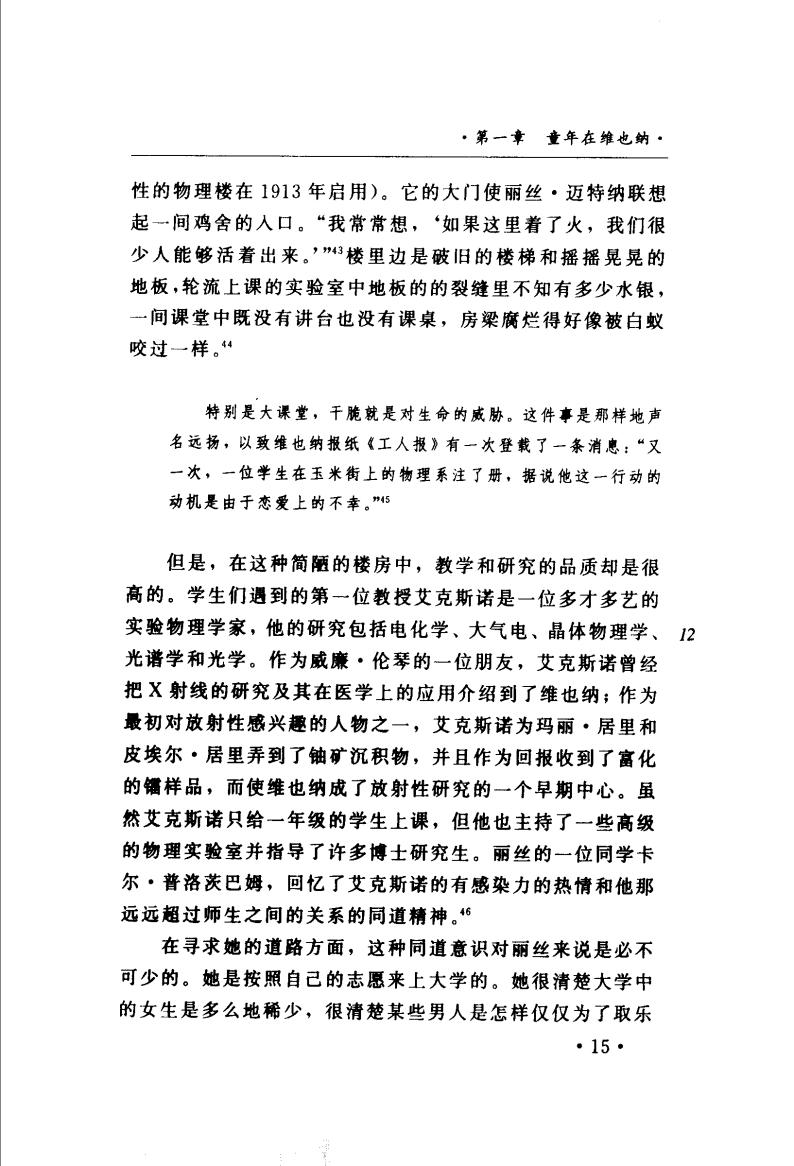 ·第一章 童年在维也纳·
性的物理楼在 1913 年启用)。它的大门使丽丝·迈特纳联想
起一间鸡舍的入口。“我常常想，‘如果这里着了火，我们很
少人能够活着出来。’”43楼里边是破旧的楼梯和摇摇晃晃的
地板，轮流上课的实验室中地板的的裂缝里不知有多少水银，
一间课堂中既没有讲台也没有课桌，房梁腐烂得好像被白蚁
咬过一样。44
特别是大课堂，干脆就是对生命的威胁。这件事是那样地声
名远扬，以致维也纳报纸《工人报》有一次登载了一条消息：“又
一次，一位学生在玉米街上的物理系注了册，据说他这一行动的
动机是由于恋爱上的不幸。”45
但是，在这种简陋的楼房中，教学和研究的品质却是很
高的。学生们遇到的第一位教授艾克斯诺是一位多才多艺的
实验物理学家，他的研究包括电化学、大气电、晶体物理学、 12
光谱学和光学。作为威廉·伦琴的一位朋友，艾克斯诺曾经
把 X 射线的研究及其在医学上的应用介绍到了维也纳；作为
最初对放射性感兴趣的人物之一，艾克斯诺为玛丽·居里和
皮埃尔·居里弄到了铀矿沉积物，并且作为回报收到了富化
的镭样品，而使维也纳成了放射性研究的一个早期中心。虽
然艾克斯诺只给一年级的学生上课，但他也主持了一些高级
的物理实验室并指导了许多博士研究生。丽丝的一位同学卡
尔·普洛茨巴姆，回忆了艾克斯诺的有感染力的热情和他那
远远超过师生之间的关系的同道精神。46
在寻求她的道路方面，这种同道意识对丽丝来说是必不
可少的。她是按照自己的志愿来上大学的。她很清楚大学中
的女生是多么地稀少，很清楚某些男人是怎样仅仅为了取乐
·15·